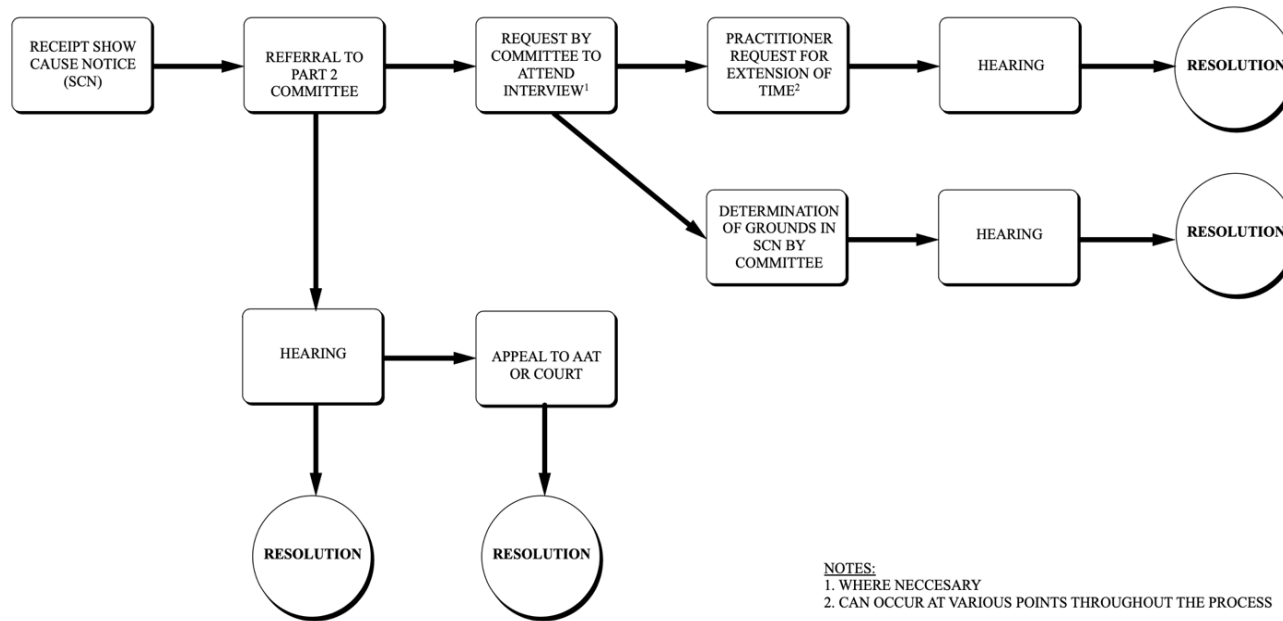 RECEIPT SHOW
CAUSE NOTICE
(SCN)
REFERRAL TO
PART 2
COMMITTEE
REQUEST BY
COMMITTEE TO
ATTEND
INTERVIEW¹
PRACTITIONER
REQUEST FOR
EXTENSION OF
TIME²
HEARING
RESOLUTION
DETERMINATION
OF GROUNDS IN
SCN BY
COMMITTEE
HEARING
RESOLUTION
HEARING
APPEAL TO AAT
OR COURT
RESOLUTION
RESOLUTION
NOTES:
1. WHERE NECCESARY
2. CAN OCCUR AT VARIOUS POINTS THROUGHOUT THE PROCESS